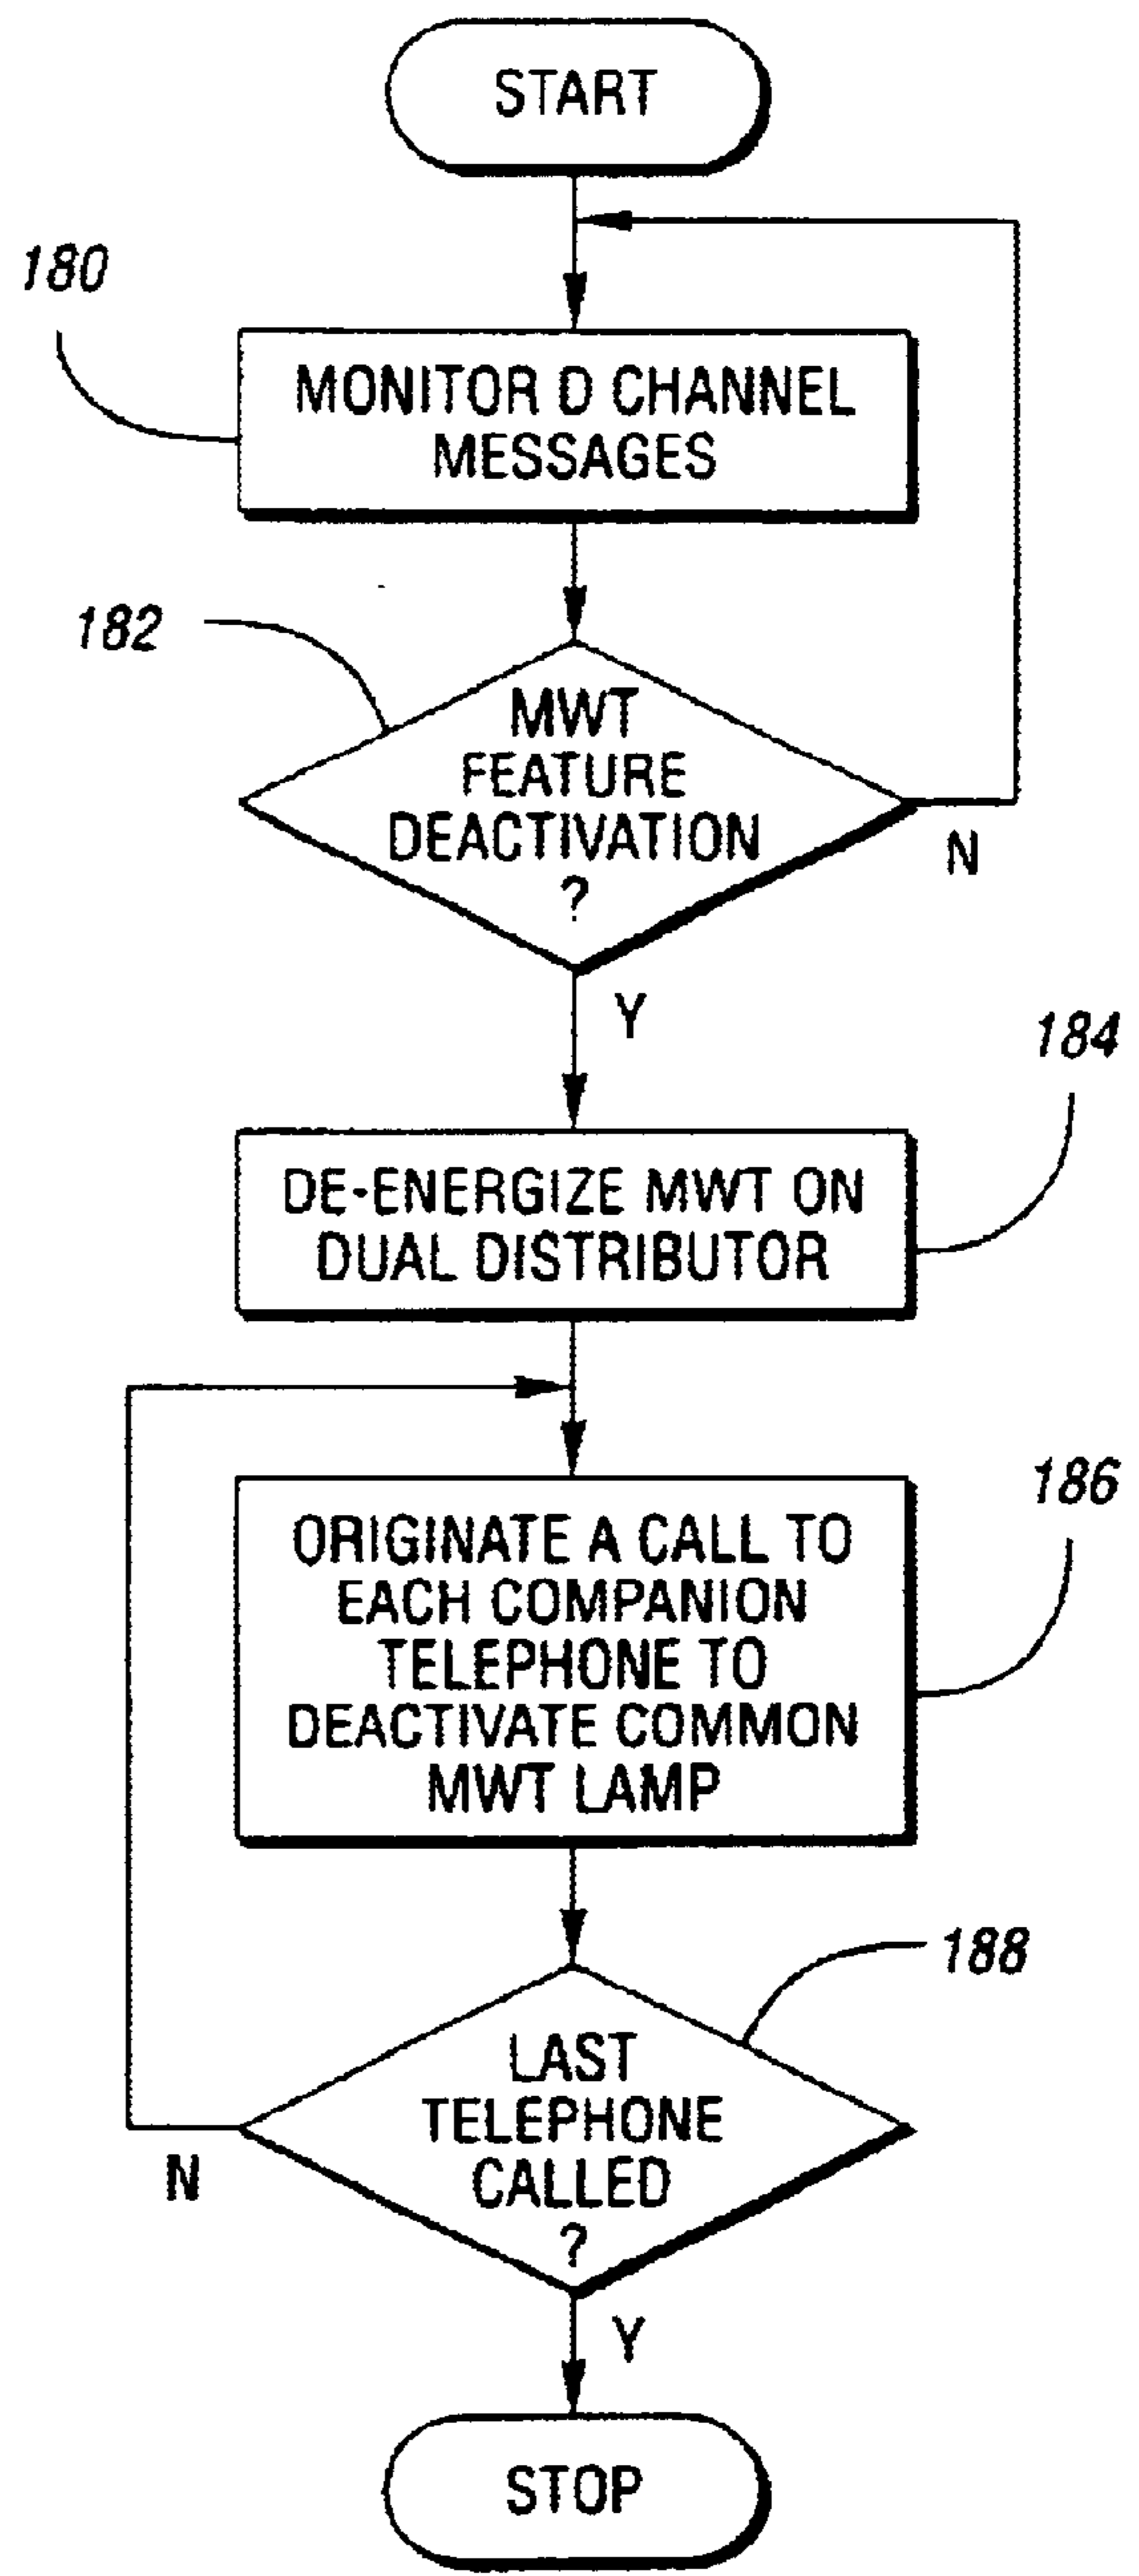 START
180
MONITOR D CHANNEL
MESSAGES
182
MWT
FEATURE
DEACTIVATION
?
N
Y
184
DE-ENERGIZE MWT ON
DUAL DISTRIBUTOR
186
ORIGINATE A CALL TO
EACH COMPANION
TELEPHONE TO
DEACTIVATE COMMON
MWT LAMP
188
LAST
TELEPHONE
CALLED
?
N
Y
STOP